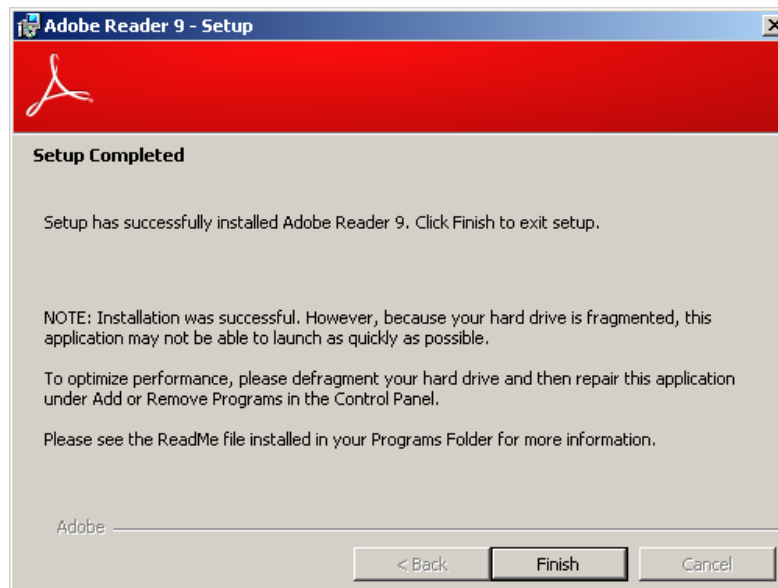 Adobe Reader 9 - Setup
Setup Completed
Setup has successfully installed Adobe Reader 9. Click Finish to exit setup.
NOTE: Installation was successful. However, because your hard drive is fragmented, this
application may not be able to launch as quickly as possible.
To optimize performance, please defragment your hard drive and then repair this application
under Add or Remove Programs in the Control Panel.
Please see the ReadMe file installed in your Programs Folder for more information.
Adobe
< Back Finish Cancel